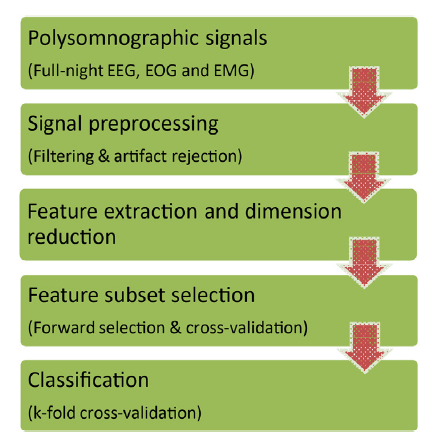 Polysomnographic signals
(Full-night EEG, EOG and EMG)
Signal preprocessing
(Filtering & artifact rejection)
Feature extraction and dimension
reduction
Feature subset selection
(Forward selection & cross-validation)
Classification
(k-fold cross-validation)